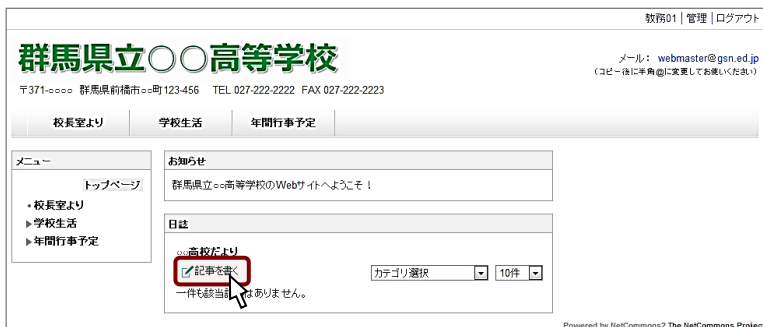 教務01 | 管理 | ログアウト
群馬県立○○高等学校
メール： webmaster@gsn.ed.jp
(コピー後に半角@に変更してお使いください)
〒371-○○○○ 群馬県前橋市○○町123-456 TEL 027-222-2222 FAX 027-222-2223
校長室より 学校生活 年間行事予定
メニュー
トップページ
・校長室より
▶学校生活
▶年間行事予定
お知らせ
群馬県立○○高等学校のWebサイトへようこそ！
日誌
○○高校だより
記事を書く
カテゴリ選択 10件
一件も該当記 はありません。
Powered by NetCommons2 The NetCommons Project